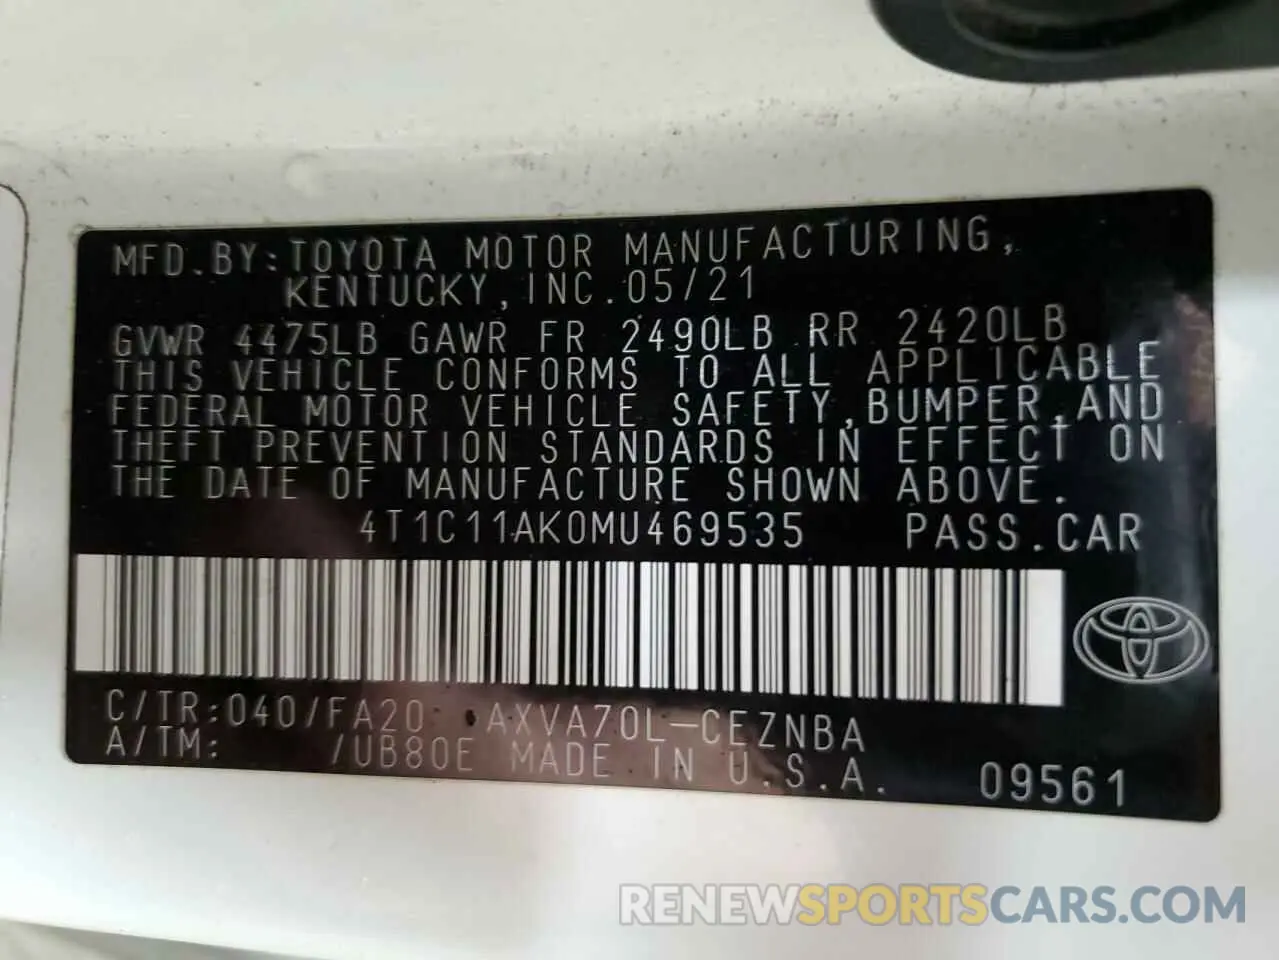 MFD.BY:TOYOTA MOTOR MANUFACTURING,
KENTUCKY, INC.05/21
GVWR 4475LB GAWR FR 2490LB RR 2420LB
THIS VEHICLE CONFORMS TO ALL APPLICABLE
FEDERAL MOTOR VEHICLE SAFETY,BUMPER,AND
THEFT PREVENTION STANDARDS IN EFFECT ON
THE DATE OF MANUFACTURE SHOWN ABOVE.
4T1C11AK0MU469535 PASS.CAR
C/TR:040/FA20 AXVA70L-CEZNBA
A/TM: /UB80E MADE IN U.S.A. 09561
RENEWSPORTSCARS.COM